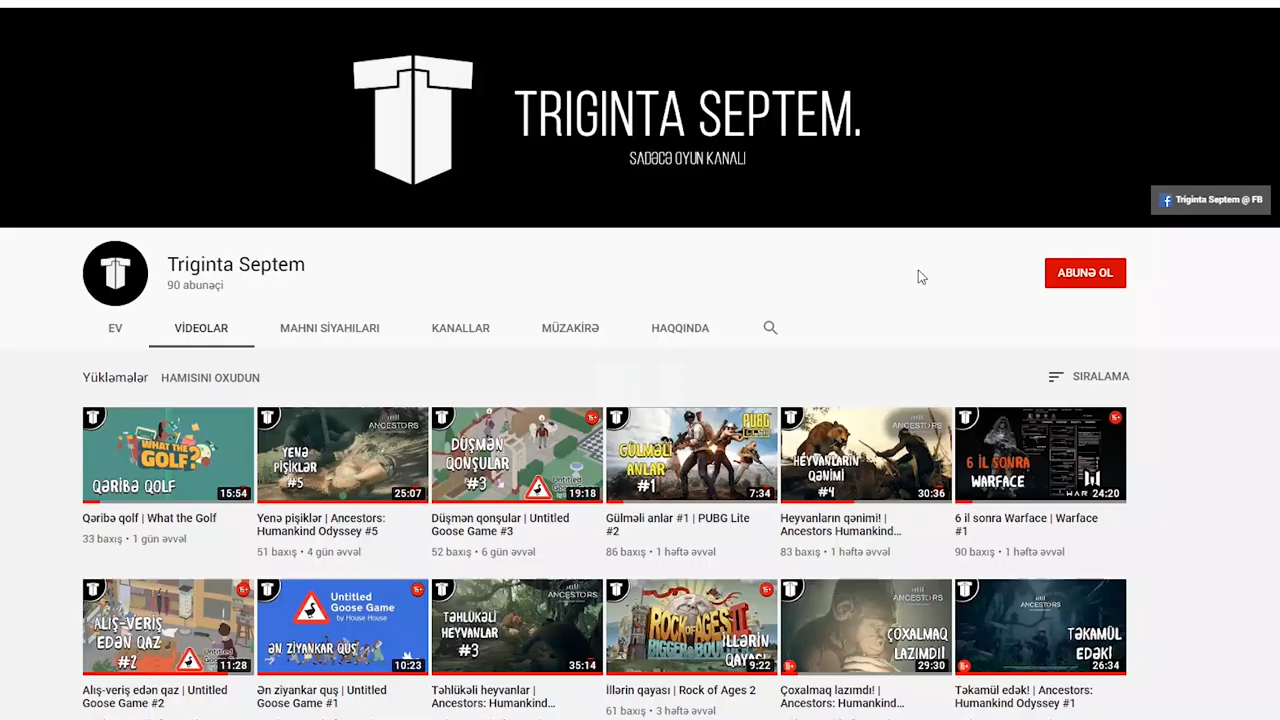 TRIGINTA SEPTEM.
SADƏCƏ OYUN KANALI
Triginta Septem @ FB
Triginta Septem
90 abunəçi
ABUNƏ OL
EV
VİDEOLAR
MAHNI SİYAHILARI
KANALLAR
MÜZAKİRƏ
HAQQINDA
Yükləmələr
HAMISINI OXUDUN
SIRALAMA
WHAT THE
GOLF?
QƏRİBƏ QOLF
15:54
ANCESTORS
YENƏ
PİŞİKLƏR
#5
25:07
DÜŞMƏN
QONŞULAR
#3
Untitled
19:18
PUBG
GÜLMƏLİ
ANLAR
#1
7:34
ANCESTORS
HEYVANLARIN
QƏNİMİ
#4
30:36
6 İL SONRA
WARFACE
24:20
Qəribə qolf | What the Golf
33 baxış • 1 gün əvvəl
Yenə pişiklər | Ancestors:
Humankind Odyssey #5
51 baxış • 4 gün əvvəl
Düşmən qonşular | Untitled
Goose Game #3
52 baxış • 6 gün əvvəl
Gülməli anlar #1 | PUBG Lite
#2
86 baxış • 1 həftə əvvəl
Heyvanların qənimi! |
Ancestors Humankind...
83 baxış • 1 həftə əvvəl
6 il sonra Warface | Warface
#1
90 baxış • 1 həftə əvvəl
ALIŞ-VERİŞ
EDƏN QAZ
#2
11:28
Untitled
Goose Game
by House House
ƏN ZİYANKAR QUŞ
10:23
ANCESTORS
TƏHLÜKƏLİ
HEYVANLAR
#3
35:14
ROCK OF AGES II
İLLƏRİN
QAYASI
9:22
ANCESTORS
ÇOXALMAQ
LAZIMDI!
29:30
ANCESTORS
TƏKAMÜL
EDƏKİ
26:34
Alış-veriş edən qaz | Untitled
Goose Game #2
Ən ziyankar quş | Untitled
Goose Game #1
Təhlükəli heyvanlar |
Ancestors: Humankind...
İllərin qayası | Rock of Ages 2
61 baxış • 3 həftə əvvəl
Çoxalmaq lazımdı! |
Ancestors: Humankind...
Təkamül edək! | Ancestors:
Humankind Odyssey #1